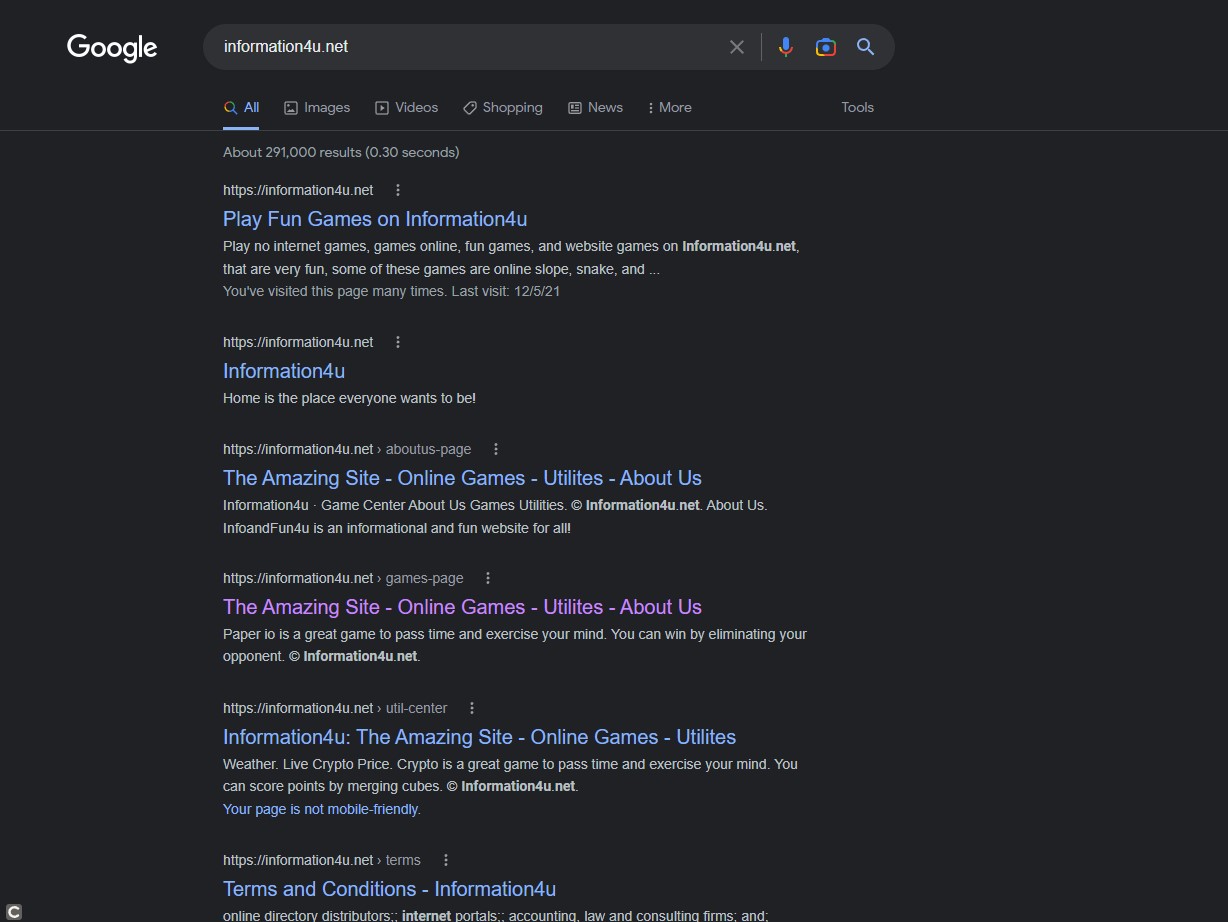 Google
information4u.net
All
Images
Videos
Shopping
News
More
Tools
About 291,000 results (0.30 seconds)
https://information4u.net
Play Fun Games on Information4u
Play no internet games, games online, fun games, and website games on Information4u.net,
that are very fun, some of these games are online slope, snake, and ...
You've visited this page many times. Last visit: 12/5/21
https://information4u.net
Information4u
Home is the place everyone wants to be!
https://information4u.net › aboutus-page
The Amazing Site - Online Games - Utilites - About Us
Information4u · Game Center About Us Games Utilities. © Information4u.net. About Us.
InfoandFun4u is an informational and fun website for all!
https://information4u.net › games-page
The Amazing Site - Online Games - Utilites - About Us
Paper io is a great game to pass time and exercise your mind. You can win by eliminating your
opponent. © Information4u.net.
https://information4u.net › util-center
Information4u: The Amazing Site - Online Games - Utilites
Weather. Live Crypto Price. Crypto is a great game to pass time and exercise your mind. You
can score points by merging cubes. © Information4u.net.
Your page is not mobile-friendly.
https://information4u.net › terms
Terms and Conditions - Information4u
online directory distributors;; internet portals;; accounting, law and consulting firms; and;
C